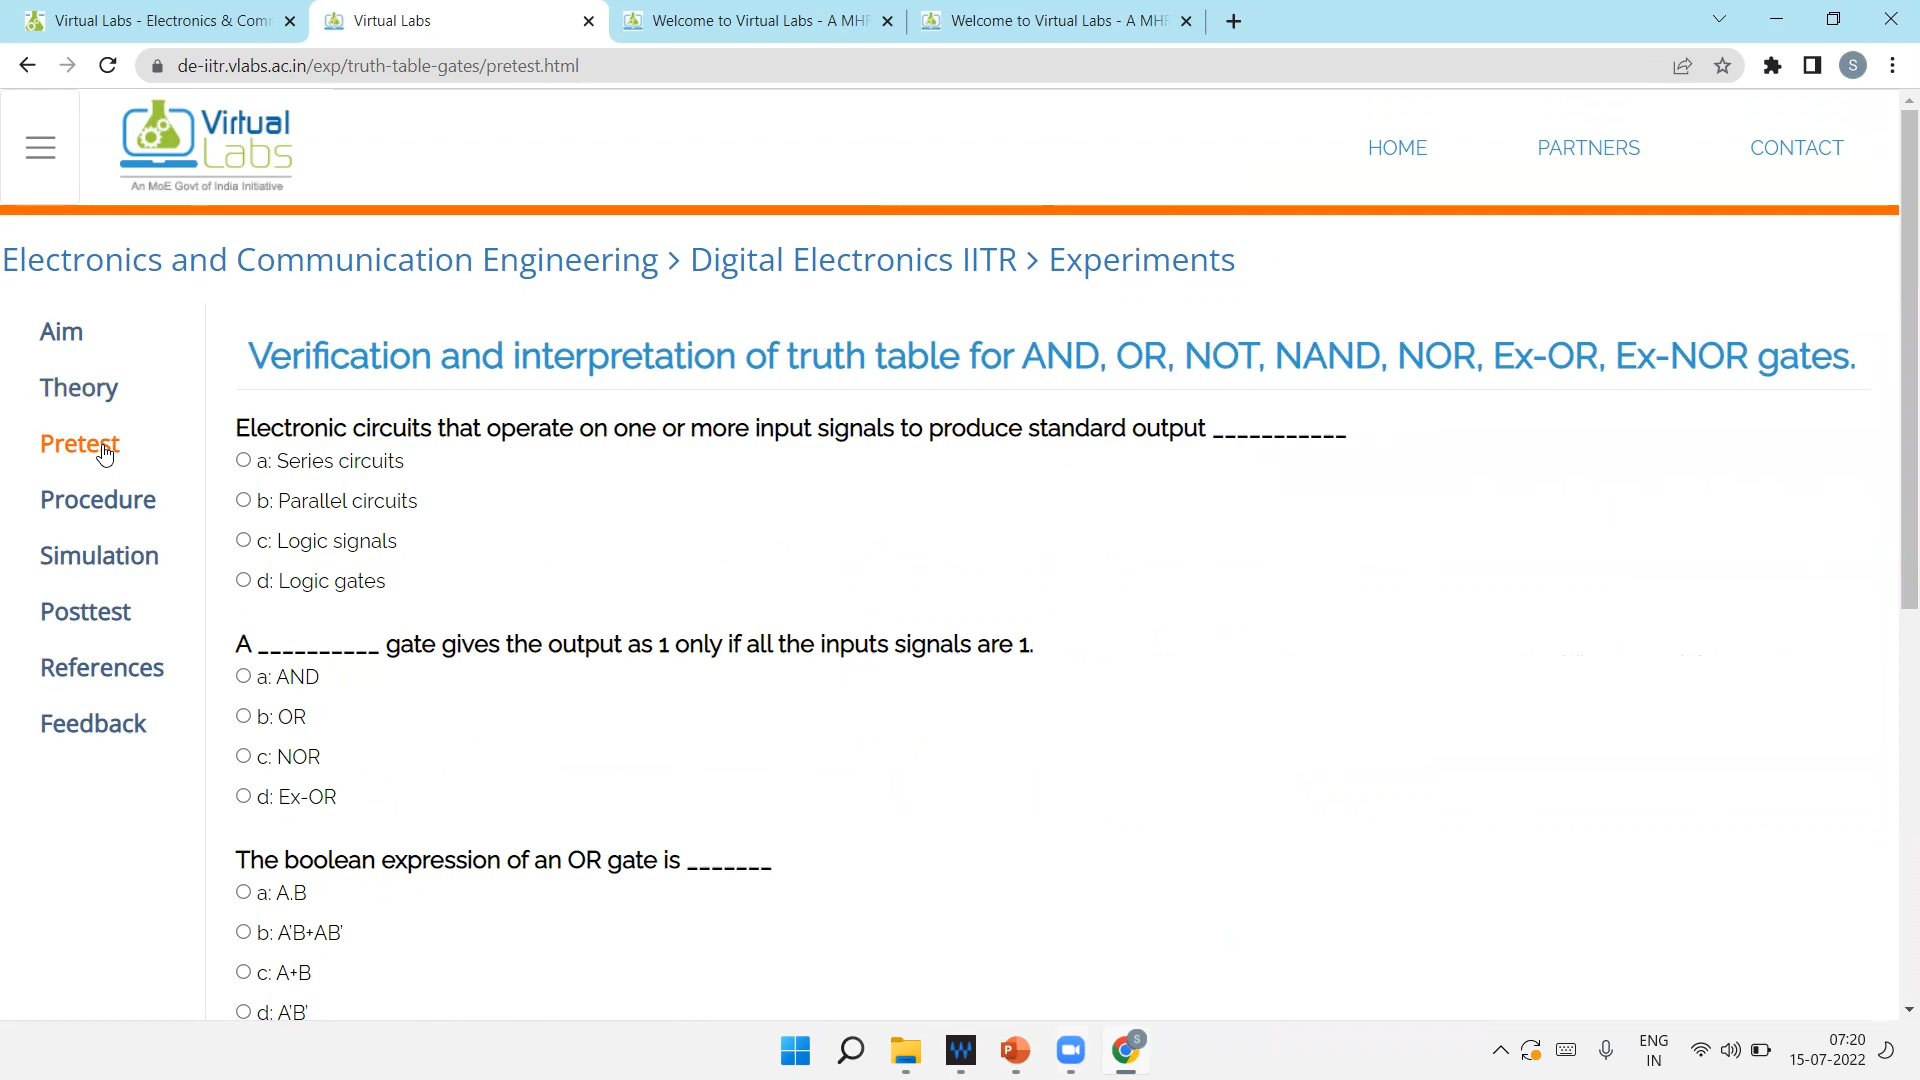 Virtual Labs - Electronics & Comm
Virtual Labs
Welcome to Virtual Labs - A MHR
Welcome to Virtual Labs - A MHR
de-iitr.vlabs.ac.in/exp/truth-table-gates/pretest.html
S
Virtual
Labs
An MoE Govt of India Initiative
HOME
PARTNERS
CONTACT
Electronics and Communication Engineering > Digital Electronics IITR > Experiments
Aim
Theory
Pretest
Procedure
Simulation
Posttest
References
Feedback
Verification and interpretation of truth table for AND, OR, NOT, NAND, NOR, Ex-OR, Ex-NOR gates.
Electronic circuits that operate on one or more input signals to produce standard output ___________
a: Series circuits
b: Parallel circuits
c: Logic signals
d: Logic gates
A __________ gate gives the output as 1 only if all the inputs signals are 1.
a: AND
b: OR
c: NOR
d: Ex-OR
The boolean expression of an OR gate is _______
a: A.B
b: A'B+AB'
c: A+B
d: A'B'
P
S
ENG
IN
07:20
15-07-2022